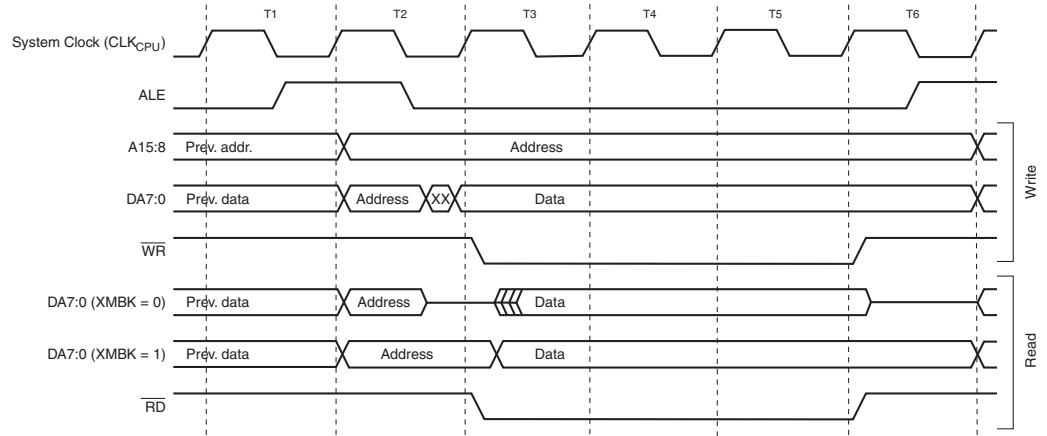 T1 T2 T3 T4 T5 T6
System Clock (CLKCPU)
ALE
A15:8 Prev. addr. Address
DA7:0 Prev. data Address XX Data
WR
Write
DA7:0 (XMBK = 0) Prev. data Address Data
DA7:0 (XMBK = 1) Prev. data Address Data
RD
Read